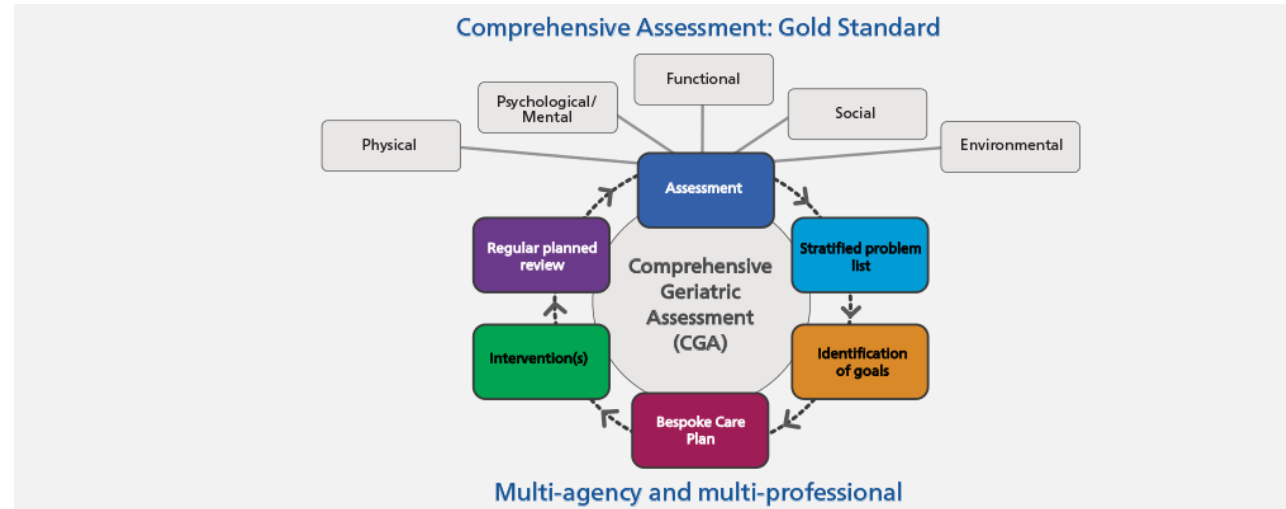 Comprehensive Assessment: Gold Standard
Functional
Psychological/
Mental
Social
Physical
Environmental
Assessment
Regular planned
review
Stratified problem
list
Comprehensive
Geriatric
Assessment
(CGA)
Intervention(s)
Identification
of goals
Bespoke Care
Plan
Multi-agency and multi-professional